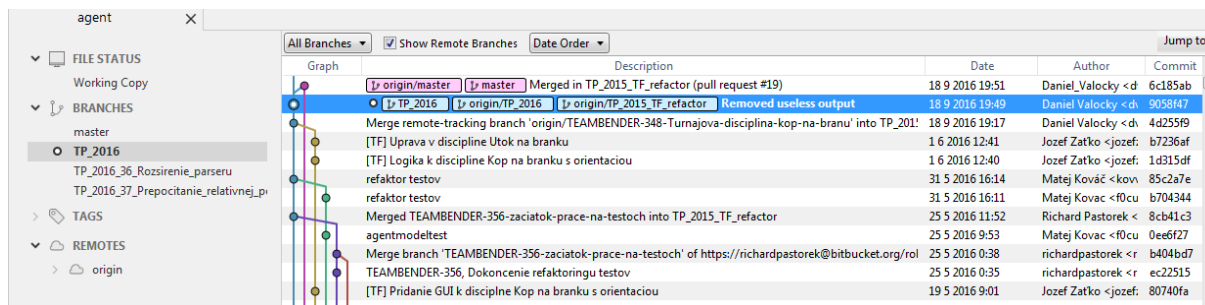 agent X
FILE STATUS
Working Copy
BRANCHES
master
TP_2016
TP_2016_36_Rozsirenie_parseru
TP_2016_37_Prepocitanie_relativnej_p
TAGS
REMOTES
origin
All Branches Show Remote Branches Date Order Jump to
Graph Description Date Author Commit
origin/master master Merged in TP_2015_TF_refactor (pull request #19) 18 9 2016 19:51 Daniel_Valocky <d 6c185ab
TP_2016 origin/TP_2016 origin/TP_2015_TF_refactor Removed useless output 18 9 2016 19:49 Daniel Valocky <dv 9058f47
Merge remote-tracking branch 'origin/TEAMBENDER-348-Turnajova-disciplina-kop-na-branu' into TP_2015 18 9 2016 19:17 Daniel Valocky <dv 4d255f9
[TF] Uprava v discipline Utok na branku 1 6 2016 12:41 Jozef Zaťko <jozef: b7236af
[TF] Logika k discipline Kop na branku s orientaciou 1 6 2016 12:40 Jozef Zaťko <jozef: 1d315df
refaktor testov 31 5 2016 16:14 Matej Kováč <kov 85c2a7e
refaktor testov 31 5 2016 16:11 Matej Kovac <f0cu b704344
Merged TEAMBENDER-356-zaciatok-prace-na-testoch into TP_2015_TF_refactor 25 5 2016 11:52 Richard Pastorek < 8cb41c3
agentmodeltest 25 5 2016 9:53 Matej Kovac <f0cu 0ee6f27
Merge branch 'TEAMBENDER-356-zaciatok-prace-na-testoch' of https://richardpastorek@bitbucket.org/rol 25 5 2016 0:38 richardpastorek <r b404bd7
TEAMBENDER-356, Dokoncenie refaktoringu testov 25 5 2016 0:35 richardpastorek <r ec22515
[TF] Pridanie GUI k disciplne Kop na branku s orientaciou 19 5 2016 9:01 Jozef Zaťko <jozef: 80740fa